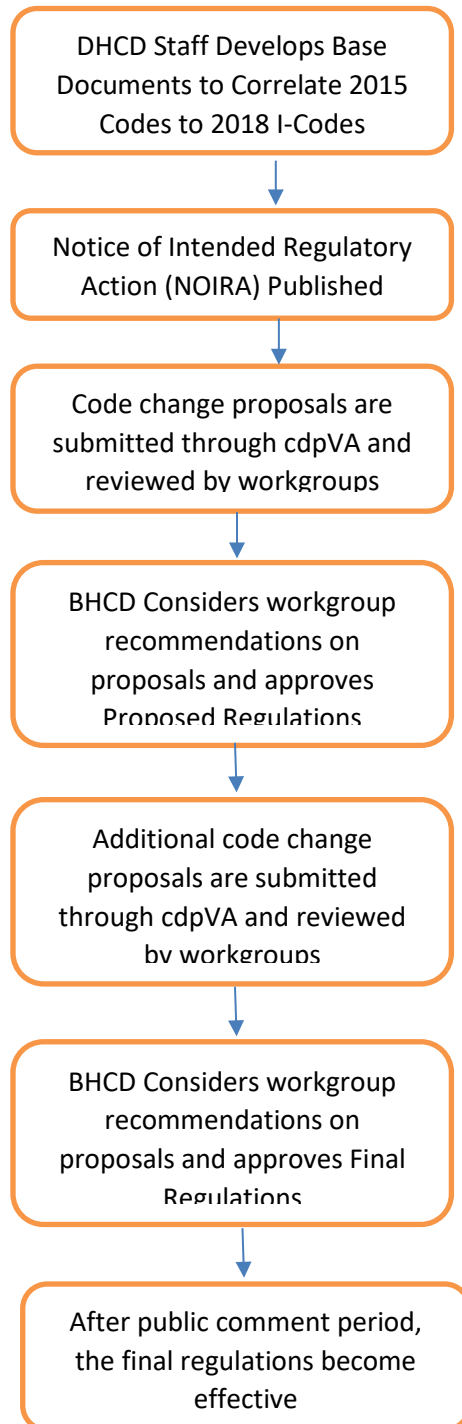 DHCD Staff Develops Base
Documents to Correlate 2015
Codes to 2018 I-Codes
Notice of Intended Regulatory
Action (NOIRA) Published
Code change proposals are
submitted through cdpVA and
reviewed by workgroups
BHCD Considers workgroup
recommendations on
proposals and approves
Proposed Regulations
Additional code change
proposals are submitted
through cdpVA and reviewed
by workgroups
BHCD Considers workgroup
recommendations on
proposals and approves Final
Regulations
After public comment period,
the final regulations become
effective